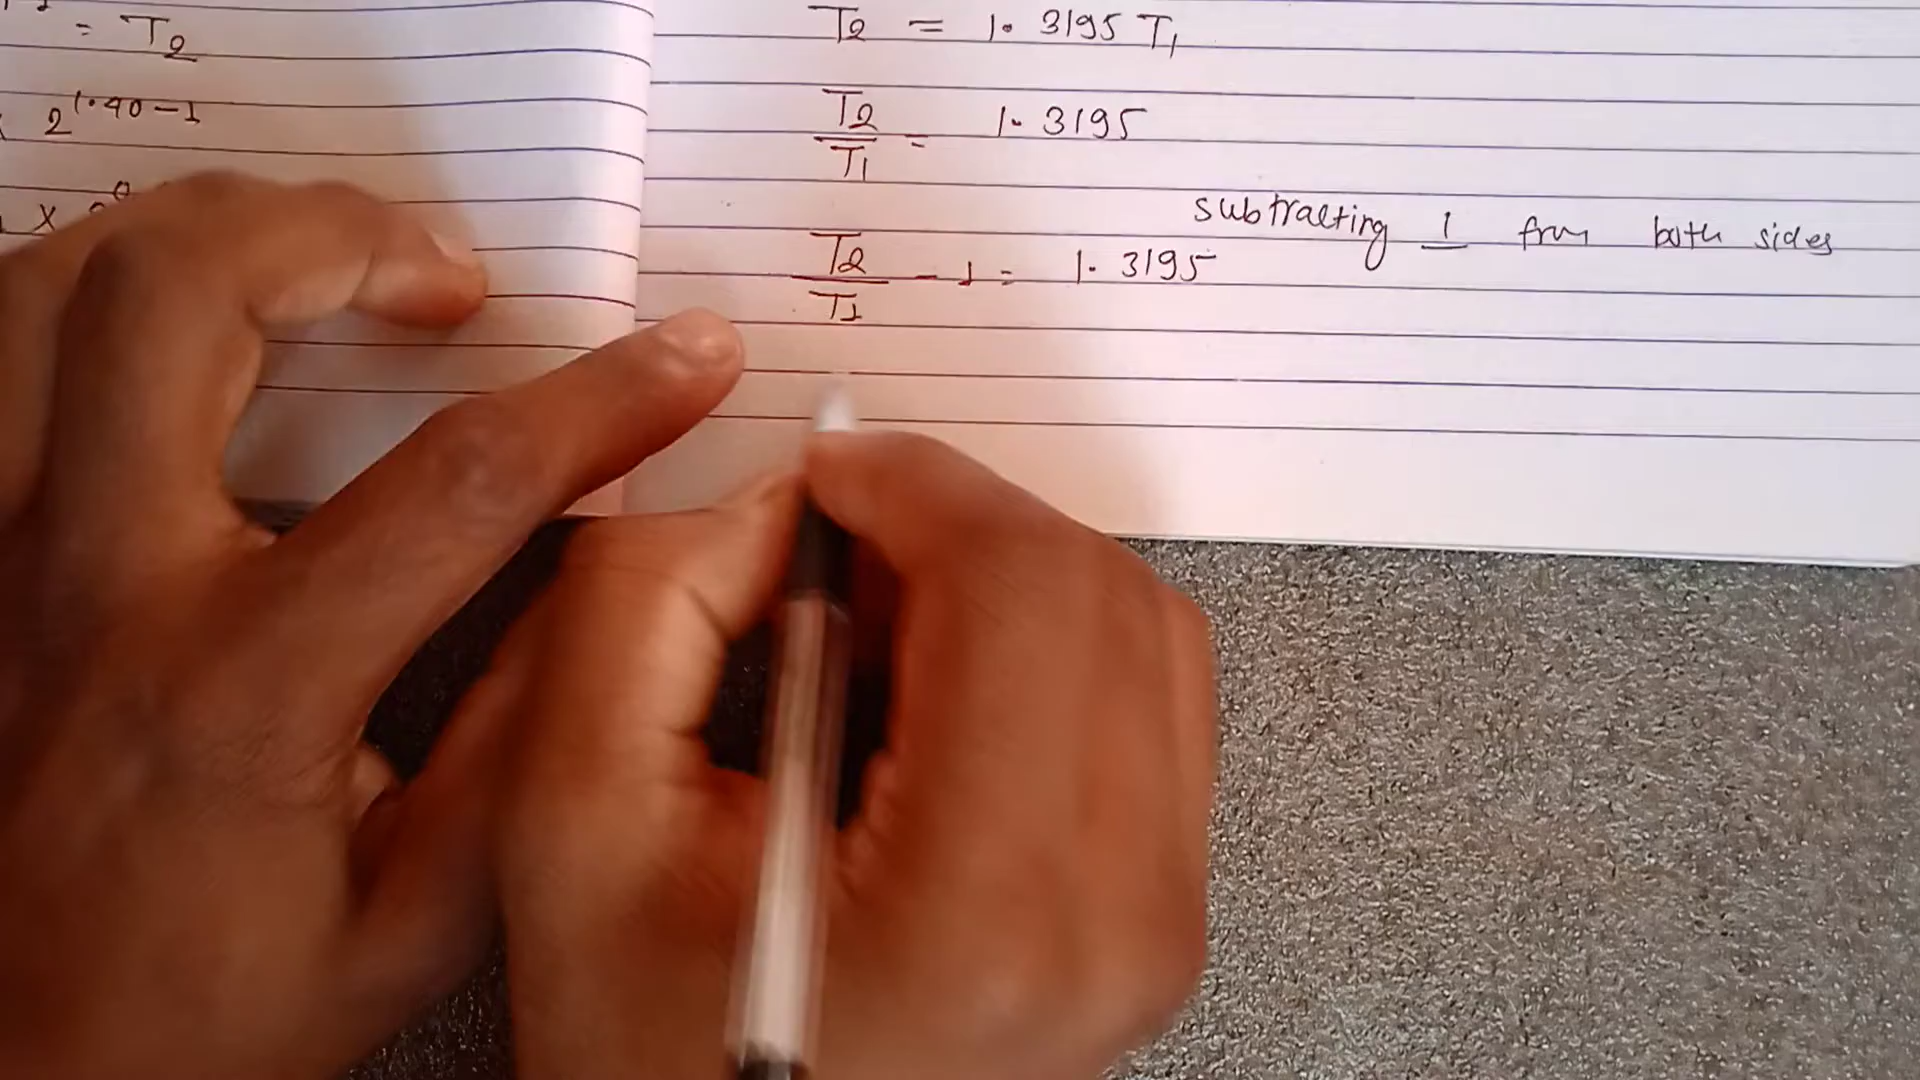 = T2
2^1.40-1
X
T2 = 1.3195 T1
T2/T1 = 1.3195
subtracting 1 from both sides
T2/T1 - 1 = 1.3195